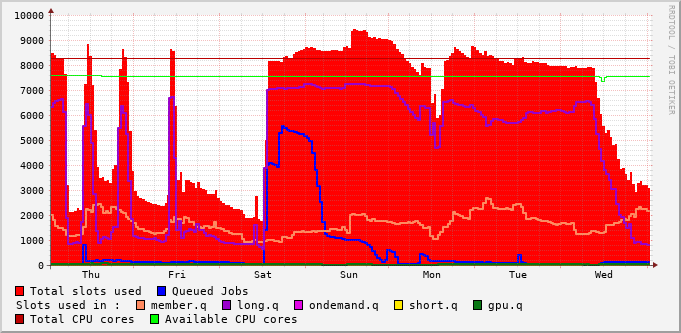 10000
9000
8000
7000
6000
5000
4000
3000
2000
1000
0
Thu Fri Sat Sun Mon Tue Wed
RRDTOOL / TOBI OETIKER
Total slots used Queued Jobs
Slots used in : member.q long.q ondemand.q short.q gpu.q
Total CPU cores Available CPU cores